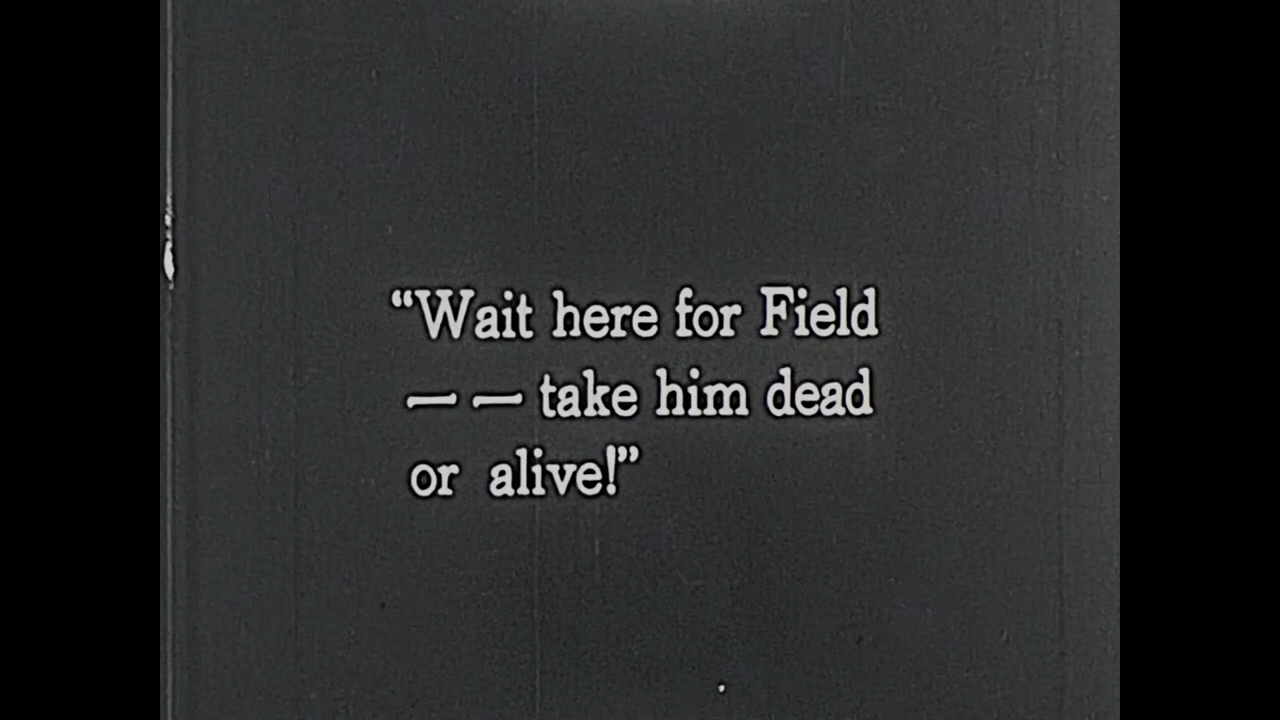 “Wait here for Field
— — take him dead
or alive!”